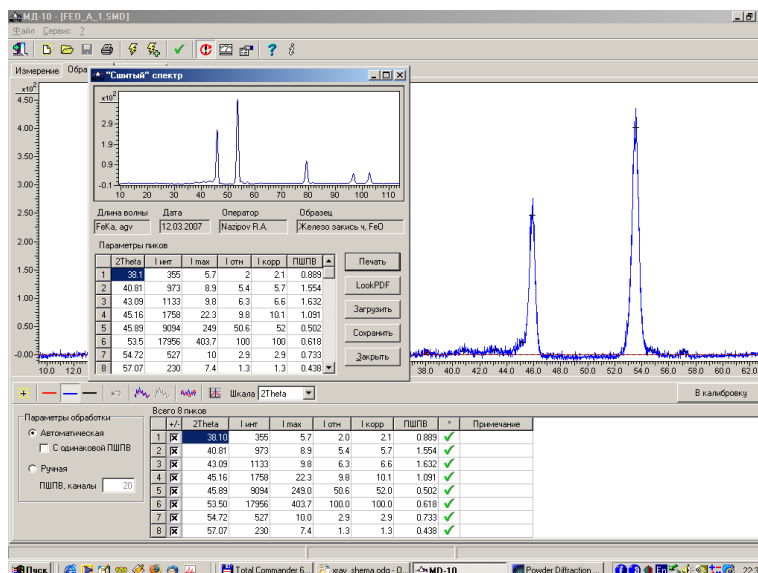 МД-10 - [FEO_A_1.SMD]
Файл Сервис ?
Измерение Обра
"Сшитый" спектр
x10²
4.50
4.00
3.50
3.00
2.50
2.00
1.50
1.00
0.50
-0.00
10.0 12.0
38.0 40.0 42.0 44.0 46.0 48.0 50.0 52.0 54.0 56.0 58.0 60.0 62.0
x10²
2.9
1.9
0.9
-0.1
10 20 30 40 50 60 70 80 90 100 110
Длина волны Дата Оператор Образец
FeKa, agv 12.03.2007 Nazipov R.A. Железо закись ч, FeO
Параметры пиков
2Theta I инт I max I отн I корр ПШПВ
1 38.1 355 5.7 2 2.1 0.889
2 40.81 973 8.9 5.4 5.7 1.554
3 43.09 1133 9.8 6.3 6.6 1.632
4 45.16 1758 22.3 9.8 10.1 1.091
5 45.89 9094 249 50.6 52 0.502
6 53.5 17956 403.7 100 100 0.618
7 54.72 527 10 2.9 2.9 0.733
8 57.07 230 7.4 1.3 1.3 0.438
Печать
LookPDF
Загрузить
Сохранить
Закрыть
Шкала 2Theta
В калибровку
Параметры обработки
Автоматическая
С одинаковой ПШПВ
Ручная
ПШПВ, каналы 20
Всего 8 пиков
+/- 2Theta I инт I max I отн I корр ПШПВ * Примечание
1 38.10 355 5.7 2.0 2.1 0.889
2 40.81 973 8.9 5.4 5.7 1.554
3 43.09 1133 9.8 6.3 6.6 1.632
4 45.16 1758 22.3 9.8 10.1 1.091
5 45.89 9094 249.0 50.6 52.0 0.502
6 53.50 17956 403.7 100.0 100.0 0.618
7 54.72 527 10.0 2.9 2.9 0.733
8 57.07 230 7.4 1.3 1.3 0.438
Пуск Total Commander 6... xray_shema.odg - O... MD-10 Powder Diffraction ... En 22:3